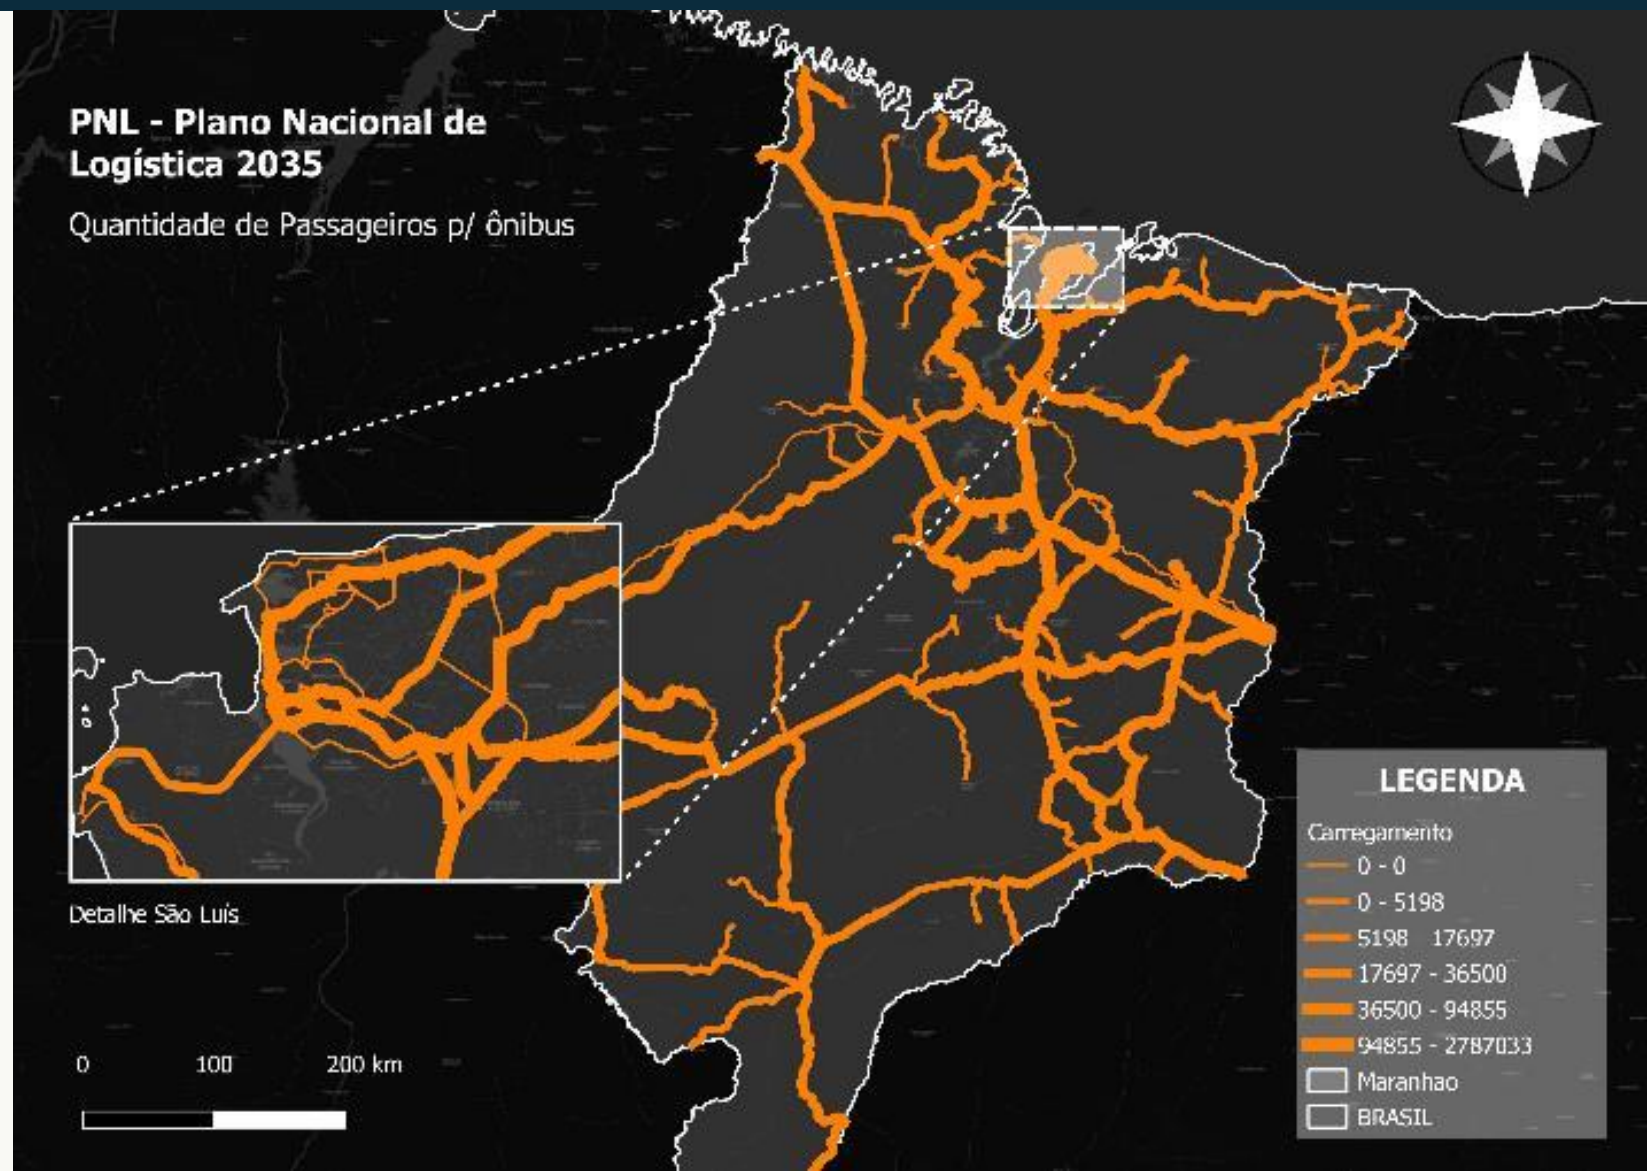 PNL - Plano Nacional de
Logística 2035
Quantidade de Passageiros p/ ônibus
Detalhe São Luís
0 100 200 km
LEGENDA
Carregamento
0 - 0
0 - 5198
5198 17697
17697 - 36500
36500 - 94855
94855 - 2787033
Maranhao
BRASIL